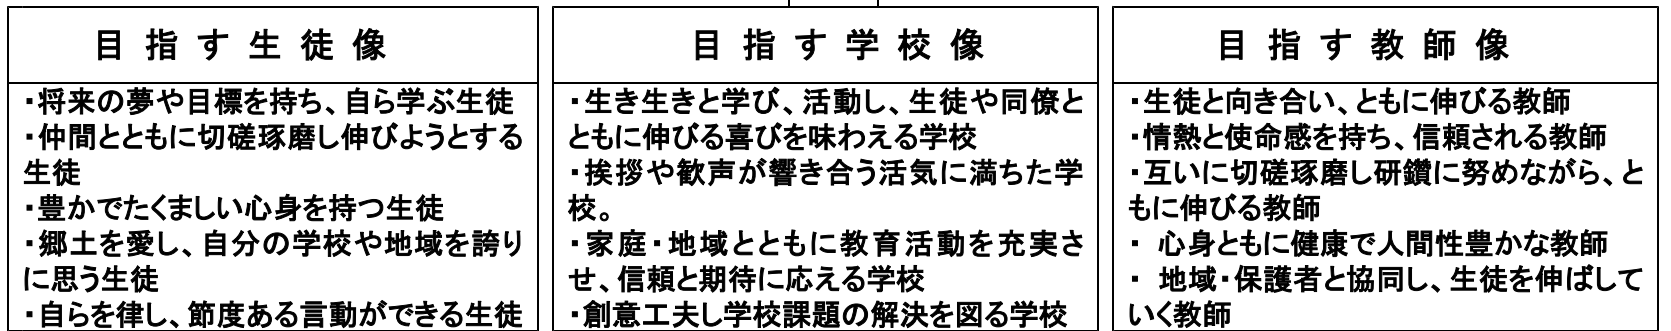 目指す生徒像
・将来の夢や目標を持ち、自ら学ぶ生徒
・仲間とともに切磋琢磨し伸びようとする
生徒
・豊かでたくましい心身を持つ生徒
・郷土を愛し、自分の学校や地域を誇り
に思う生徒
・自らを律し、節度ある言動ができる生徒
目指す学校像
・生き生きと学び、活動し、生徒や同僚と
ともに伸びる喜びを味わえる学校
・挨拶や歓声が響き合う活気に満ちた学
校。
・家庭・地域とともに教育活動を充実さ
せ、信頼と期待に応える学校
・創意工夫し学校課題の解決を図る学校
目指す教師像
・生徒と向き合い、ともに伸びる教師
・情熱と使命感を持ち、信頼される教師
・互いに切磋琢磨し研鑽に努めながら、と
もに伸びる教師
・ 心身ともに健康で人間性豊かな教師
・ 地域・保護者と協同し、生徒を伸ばして
いく教師